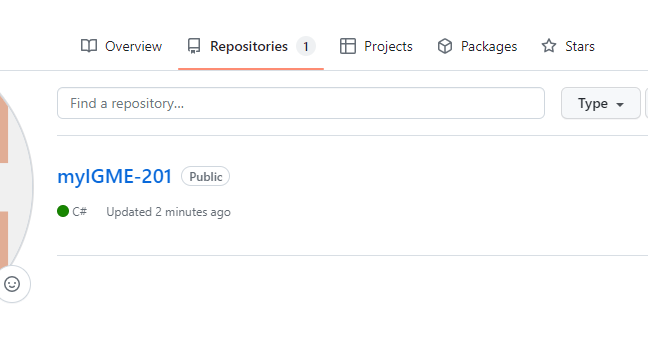 Overview Repositories 1 Projects Packages Stars
Find a repository... Type
myIGME-201 Public
C# Updated 2 minutes ago